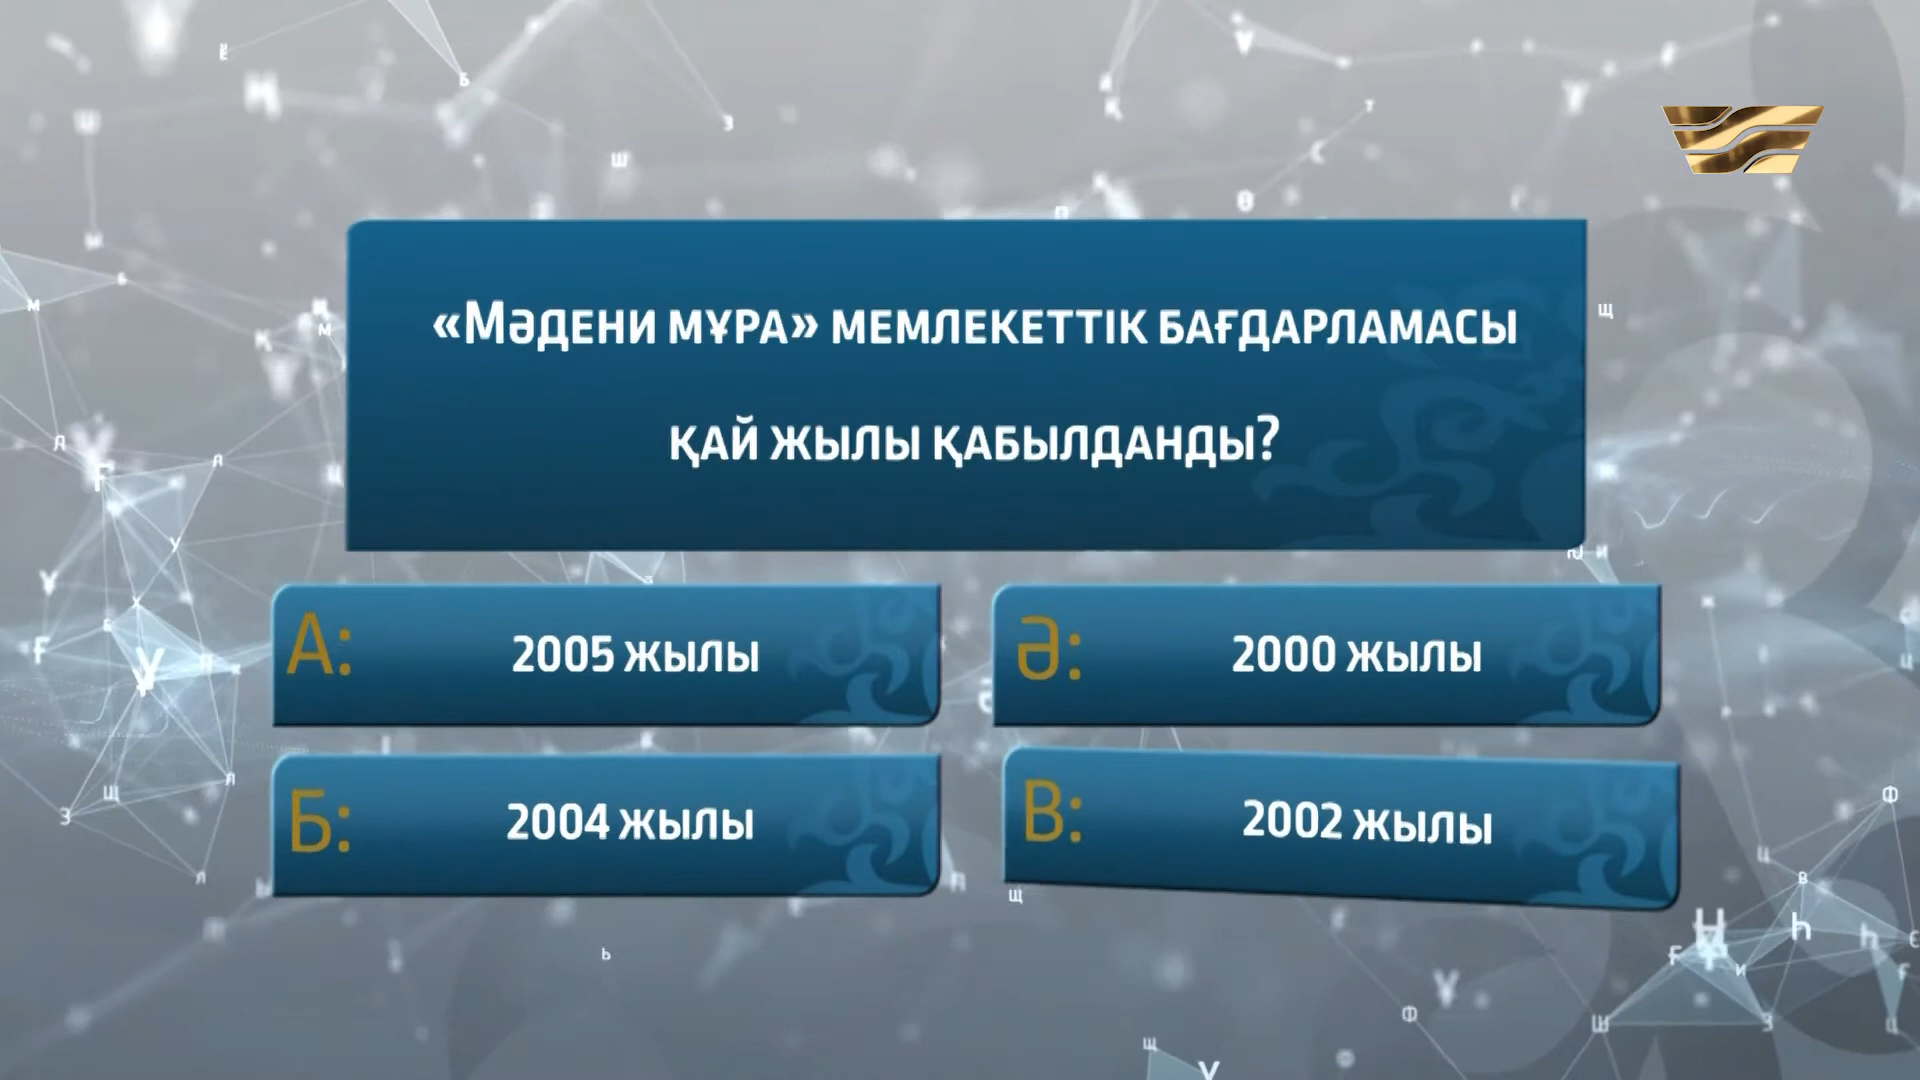 «Мәдени мұра» мемлекеттік бағдарламасы
қай жылы қабылданды?
А: 2005 жылы
Ә: 2000 жылы
Б: 2004 жылы
В: 2002 жылы